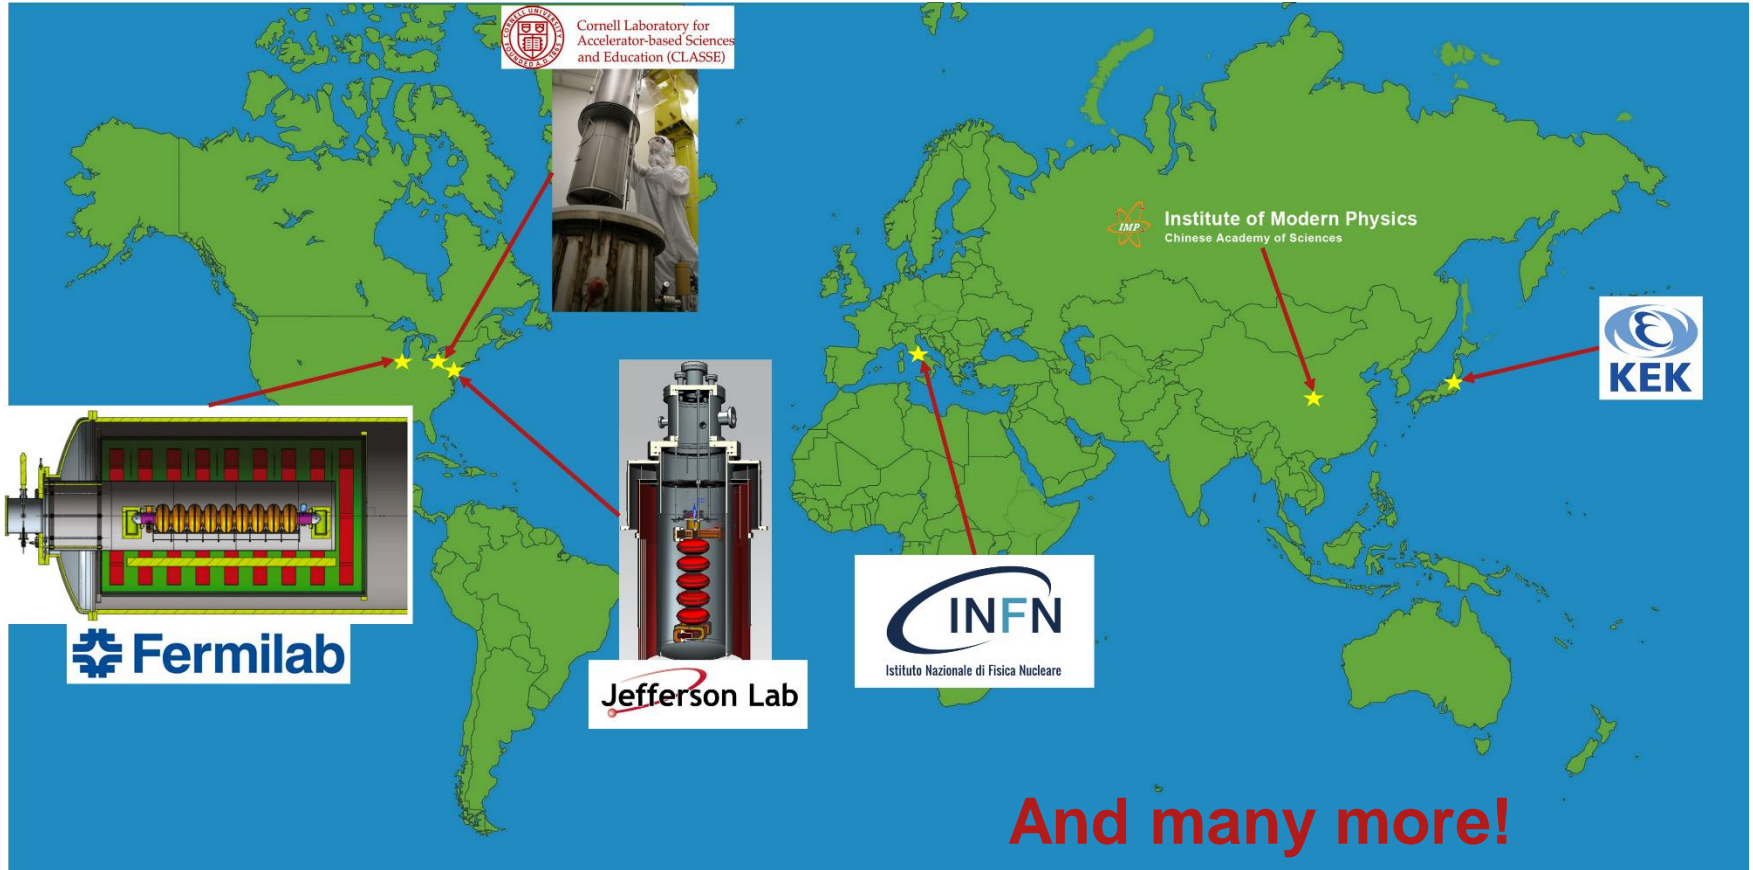 Cornell Laboratory for
Accelerator-based Sciences
and Education (CLASSE)
IMP
Institute of Modern Physics
Chinese Academy of Sciences
KEK
Fermilab
Jefferson Lab
INFN
Istituto Nazionale di Fisica Nucleare
And many more!